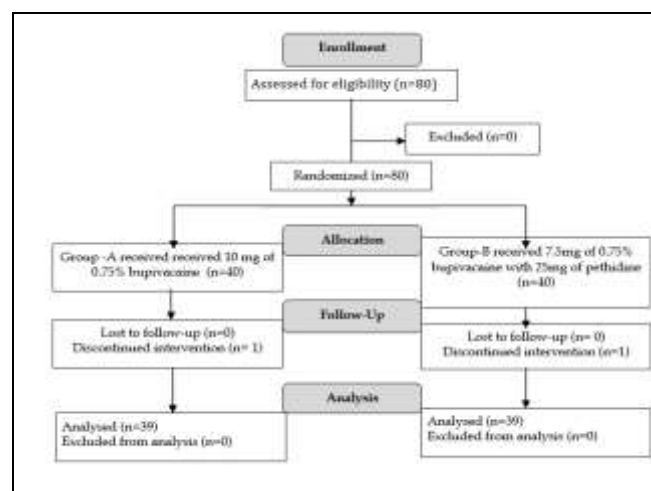 Enrollment
Assessed for eligibility (n=80)
Excluded (n=0)
Randomized (n=80)
Allocation
Group -A received received 10 mg of
0.75% bupivacaine (n=40)
Group-B received 7.5mg of 0.75%
bupivacaine with 25mg of pethidine
(n=40)
Follow-Up
Lost to follow-up (n=0)
Discontinued intervention (n= 1)
Lost to follow-up (n= 0)
Discontinued intervention (n=1)
Analysis
Analysed (n=39)
Excluded from analysis (n=0)
Analysed (n=39)
Excluded from analysis (n=0)